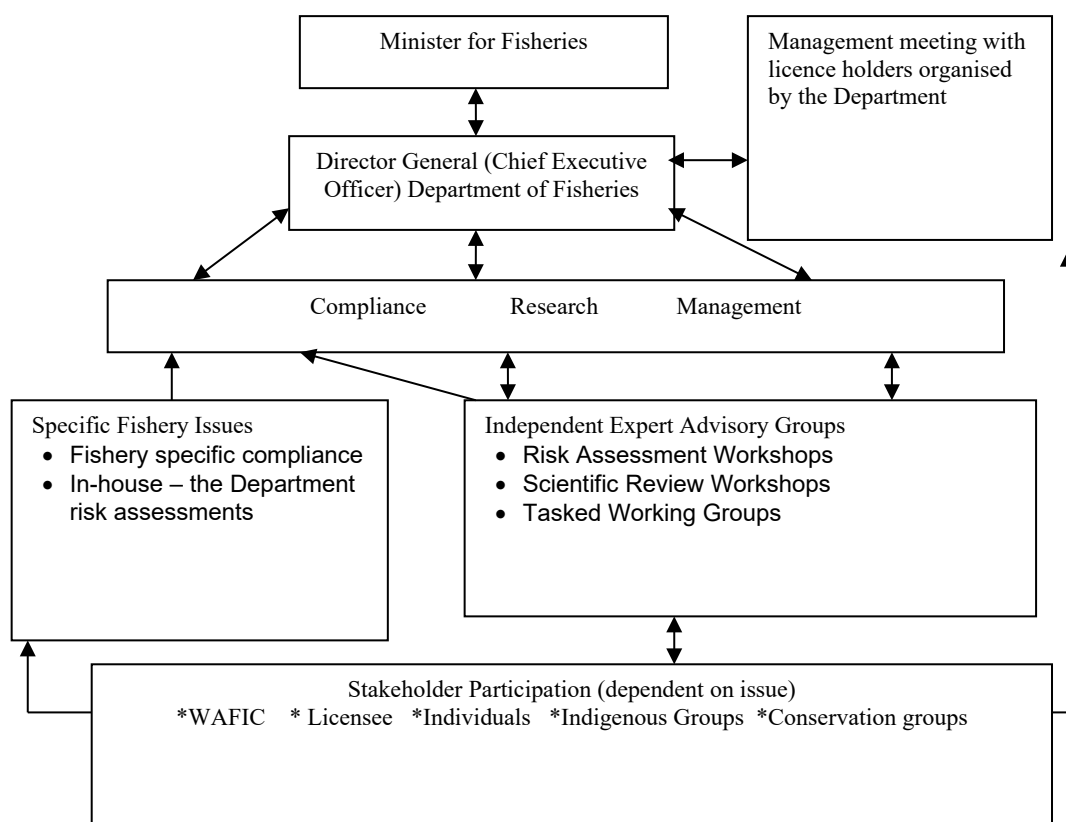 Minister for Fisheries
Management meeting with
licence holders organised
by the Department
Director General (Chief Executive
Officer) Department of Fisheries
Compliance Research Management
Specific Fishery Issues
• Fishery specific compliance
• In-house – the Department
risk assessments
Independent Expert Advisory Groups
• Risk Assessment Workshops
• Scientific Review Workshops
• Tasked Working Groups
Stakeholder Participation (dependent on issue)
*WAFIC * Licensee *Individuals *Indigenous Groups *Conservation groups